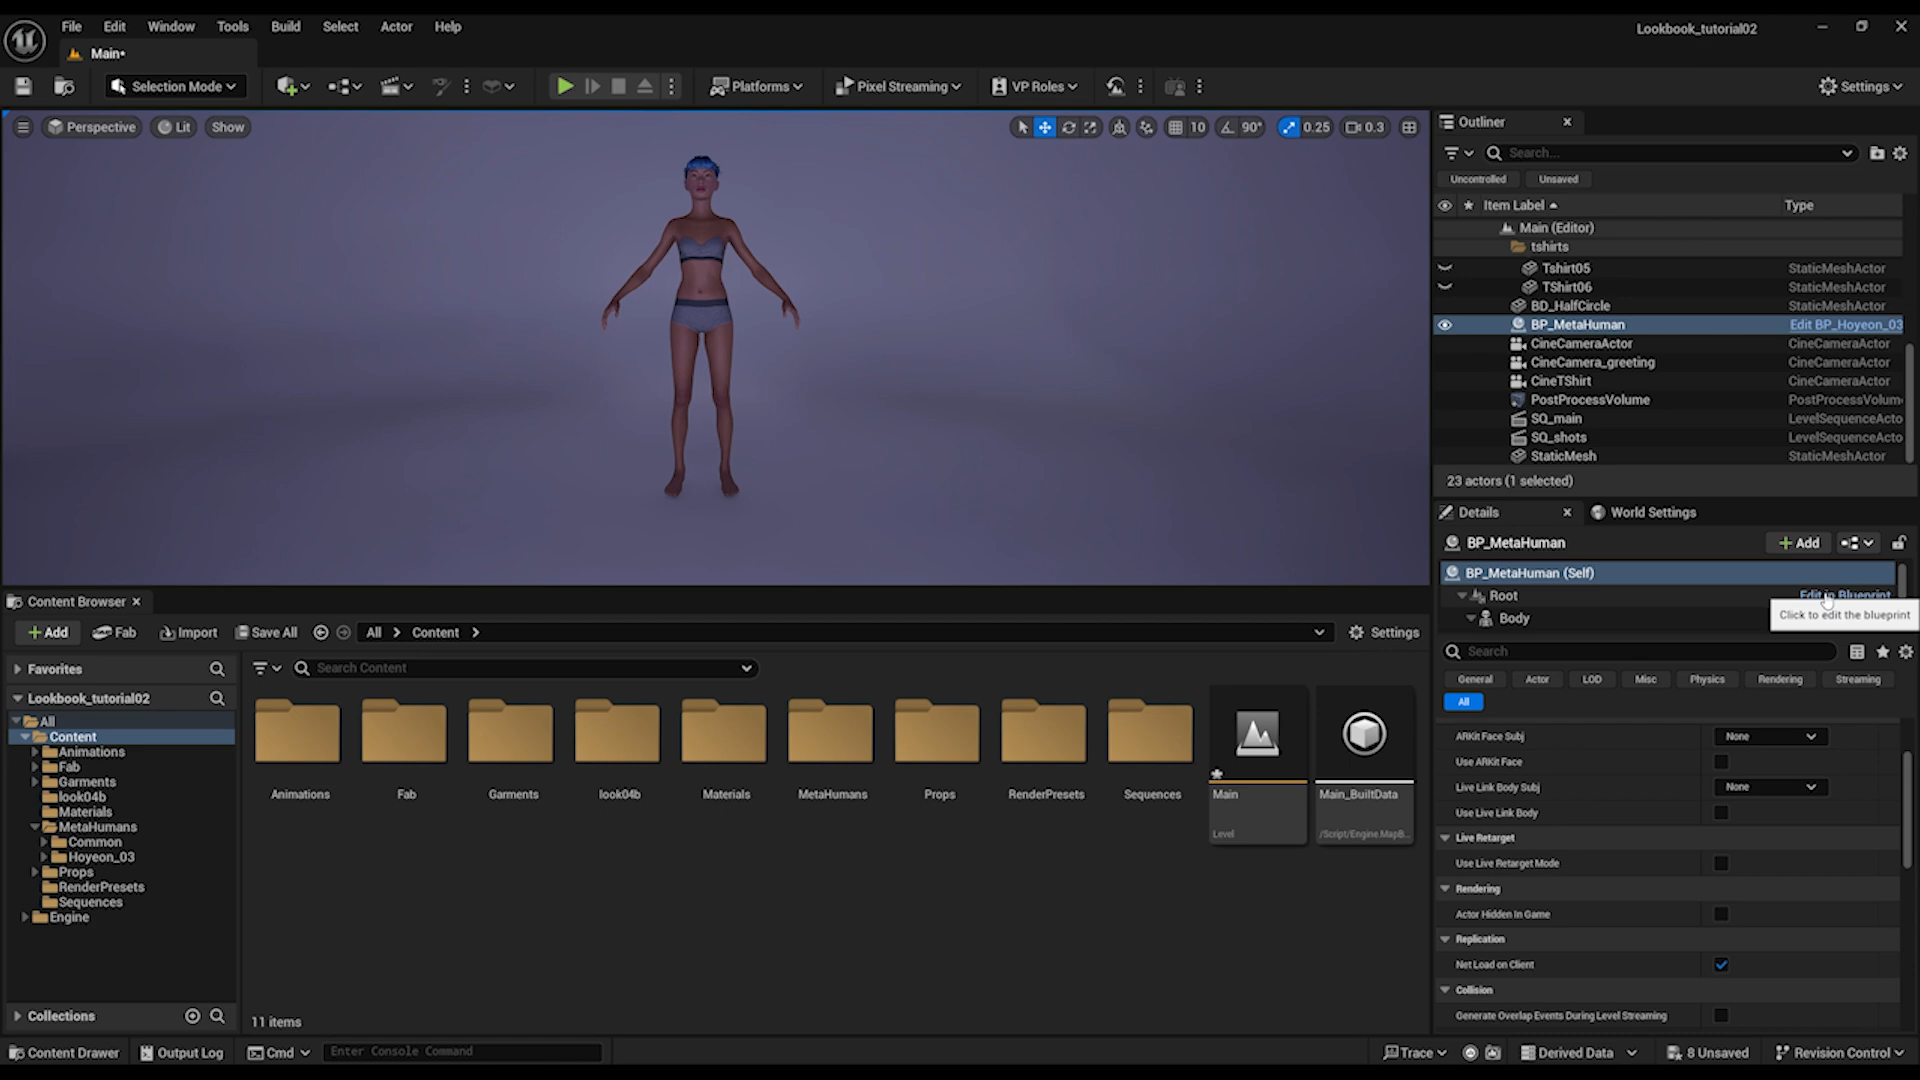 File Edit Window Tools Build Select Actor Help
Lookbook_tutorial02
Main•
Selection Mode
Platforms
Pixel Streaming
VP Roles
Settings
Perspective Lit Show
10 90° 0.25 0.3
Outliner
Search...
Uncontrolled Unsaved
Item Label Type
Main (Editor)
tshirts
Tshirt05 StaticMeshActor
TShirt06 StaticMeshActor
BD_HalfCircle StaticMeshActor
BP_MetaHuman Edit BP_Hoyeon_03
CineCameraActor CineCameraActor
CineCamera_greeting CineCameraActor
CineTShirt CineCameraActor
PostProcessVolume PostProcessVolum
SQ_main LevelSequenceActo
SQ_shots LevelSequenceActo
StaticMesh StaticMeshActor
23 actors (1 selected)
Details World Settings
BP_MetaHuman Add
BP_MetaHuman (Self)
Root Edit in Blueprint
Body
Click to edit the blueprint
Search
General Actor LOD Misc Physics Rendering Streaming
All
ARKit Face Subj None
Use ARKit Face
Live Link Body Subj None
Use Live Link Body
Live Retarget
Use Live Retarget Mode
Rendering
Actor Hidden In Game
Replication
Net Load on Client
Collision
Generate Overlap Events During Level Streaming
Content Browser
Add Fab Import Save All All Content Settings
Favorites
Lookbook_tutorial02
All
Content
Animations
Fab
Garments
look04b
Materials
MetaHumans
Common
Hoyeon_03
Props
RenderPresets
Sequences
Engine
Collections
Search Content
Animations Fab Garments look04b Materials MetaHumans Props RenderPresets Sequences Main Main_BuiltData
Level /Script/Engine.MapB...
11 items
Content Drawer Output Log Cmd Enter Console Command
Trace Derived Data 8 Unsaved Revision Control